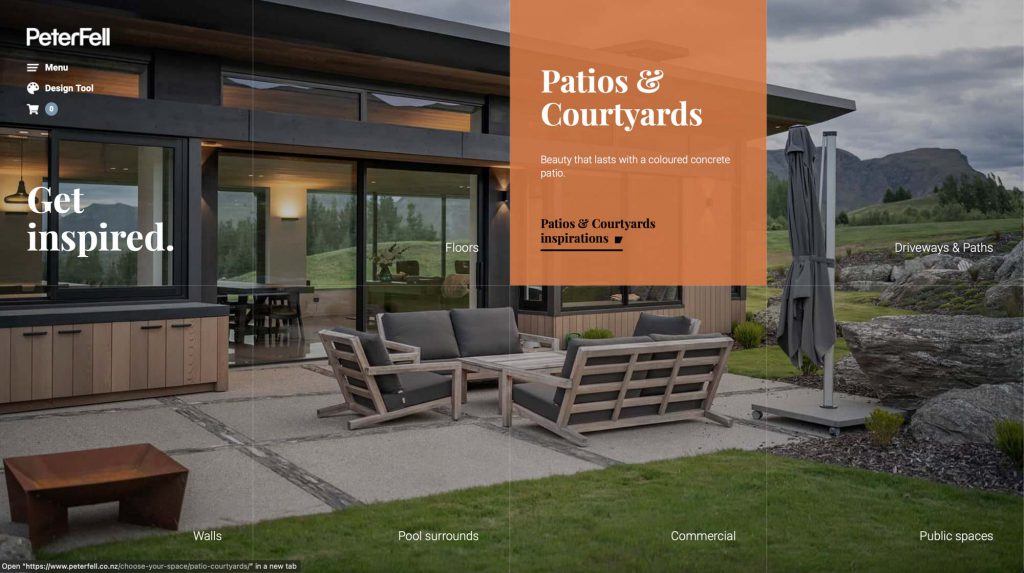 PeterFell
Menu
Design Tool
0
Get
inspired.
Floors
Patios &
Courtyards
Beauty that lasts with a coloured concrete
patio.
Patios & Courtyards
inspirations
Driveways & Paths
Walls
Pool surrounds
Commercial
Public spaces
Open "https://www.peterfell.co.nz/choose-your-space/patio-courtyards/" in a new tab